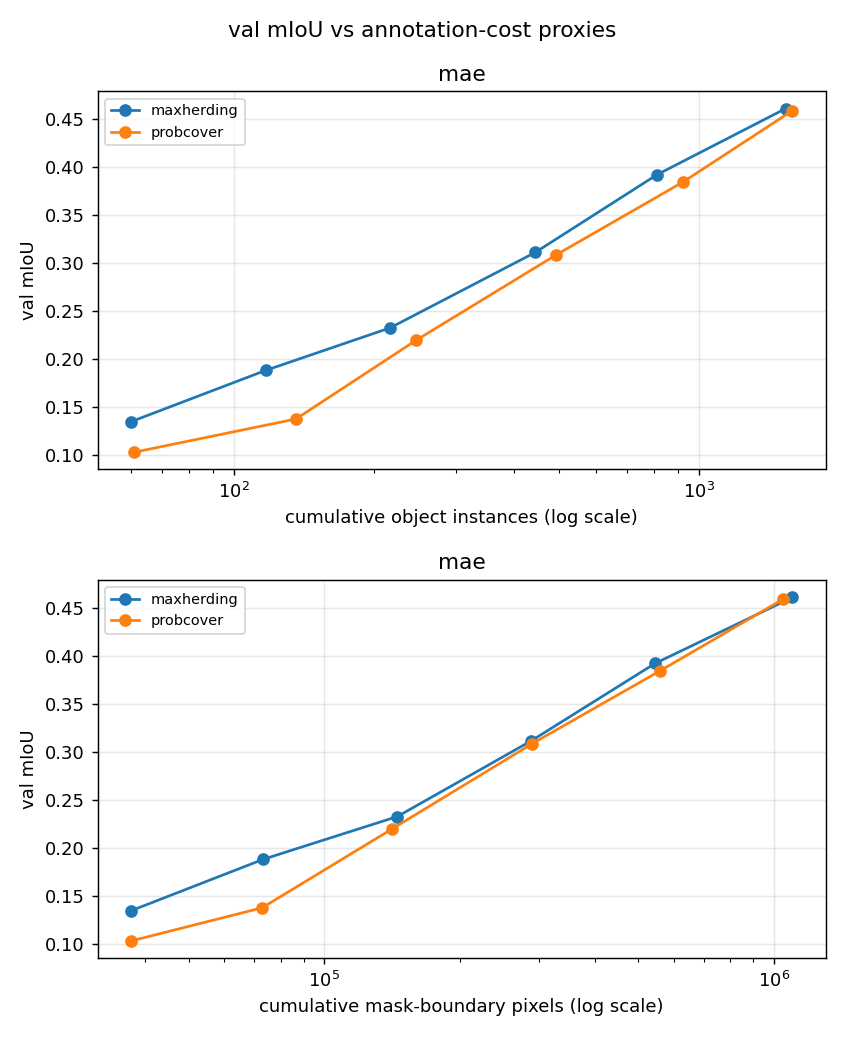 val mIoU vs annotation-cost proxies
mae
maxherding
probcover
0.45
0.40
0.35
0.30
0.25
0.20
0.15
0.10
val mIoU
10²
10³
cumulative object instances (log scale)
mae
maxherding
probcover
0.45
0.40
0.35
0.30
0.25
0.20
0.15
0.10
val mIoU
10⁵
10⁶
cumulative mask-boundary pixels (log scale)